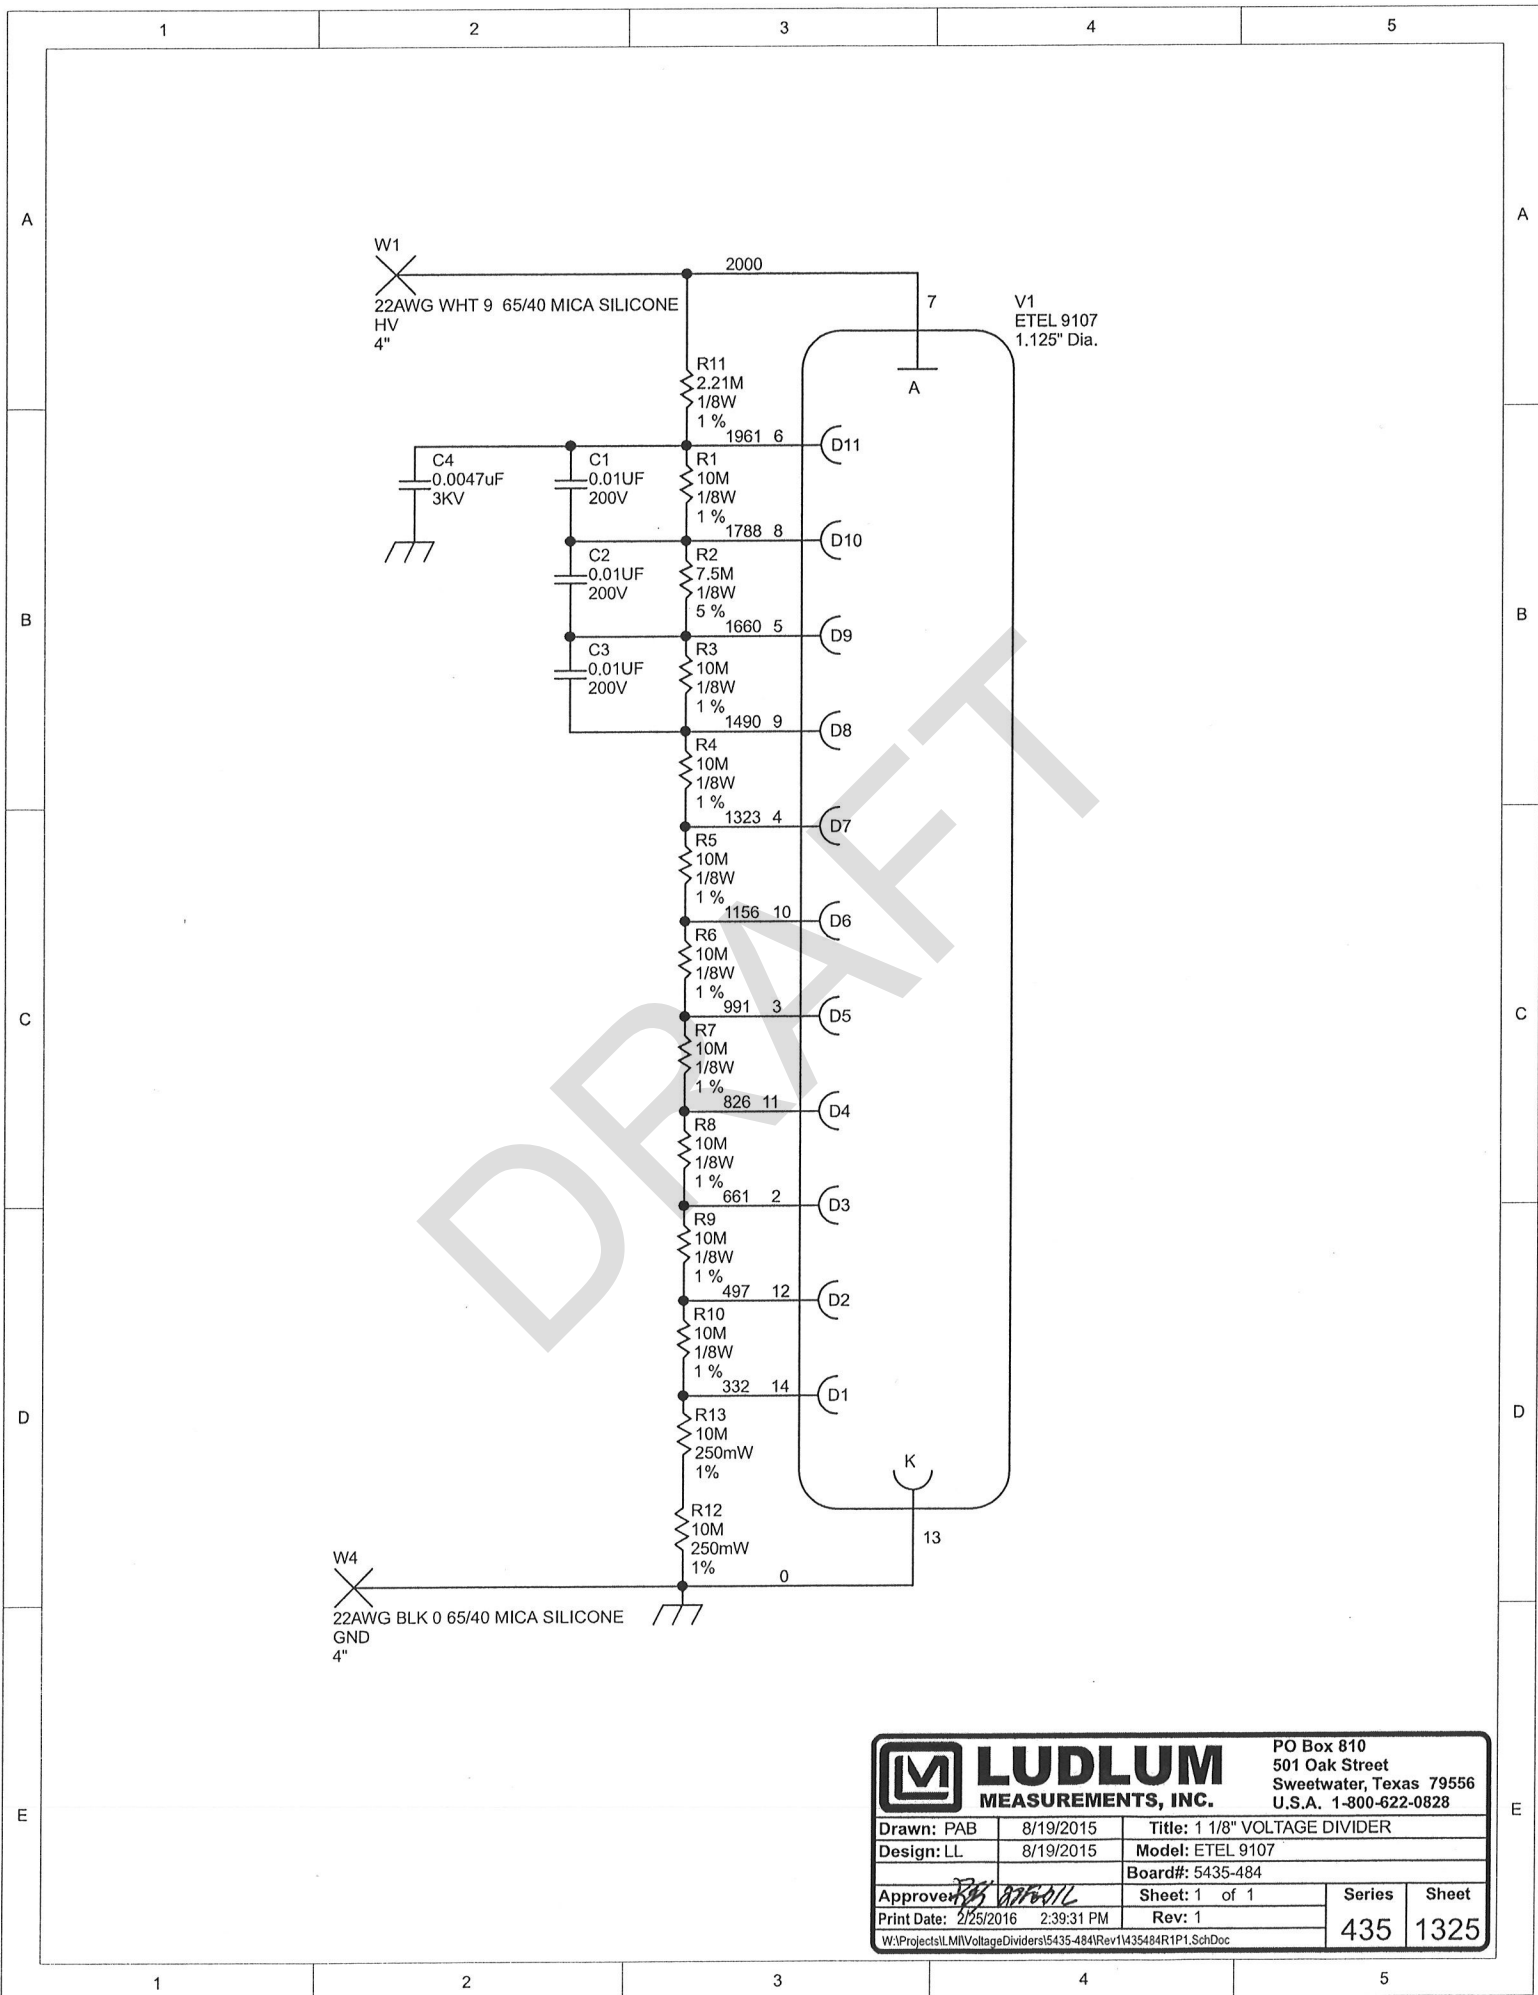 1 2 3 4 5
A A
W1
2000
22AWG WHT 9 65/40 MICA SILICONE
HV
4"
7
V1
ETEL 9107
1.125" Dia.
A
R11
2.21M
1/8W
1 %
1961 6
D11
C4
0.0047uF
3KV
C1
0.01UF
200V
R1
10M
1/8W
1 %
1788 8
D10
C2
0.01UF
200V
R2
7.5M
1/8W
5 %
B B
1660 5
D9
C3
0.01UF
200V
R3
10M
1/8W
1 %
1490 9
D8
R4
10M
1/8W
1 %
1323 4
D7
R5
10M
1/8W
1 %
1156 10
D6
R6
10M
1/8W
1 %
991 3
D5
C C
R7
10M
1/8W
1 %
826 11
D4
R8
10M
1/8W
1 %
661 2
D3
R9
10M
1/8W
1 %
497 12
D2
R10
10M
1/8W
1 %
332 14
D1
D D
R13
10M
250mW
1%
K
R12
10M
250mW
1%
13
0
W4
22AWG BLK 0 65/40 MICA SILICONE
GND
4"
DRAFT
LM LUDLUM
MEASUREMENTS, INC.
PO Box 810
501 Oak Street
Sweetwater, Texas 79556
U.S.A. 1-800-622-0828
E E
Drawn: PAB 8/19/2015 Title: 1 1/8" VOLTAGE DIVIDER
Design: LL 8/19/2015 Model: ETEL 9107
Board#: 5435-484
Approve Sheet: 1 of 1 Series Sheet
Print Date: 2/25/2016 2:39:31 PM Rev: 1 435 1325
W:\Projects\LMI\VoltageDividers\5435-484\Rev1\435484R1P1.SchDoc
1 2 3 4 5